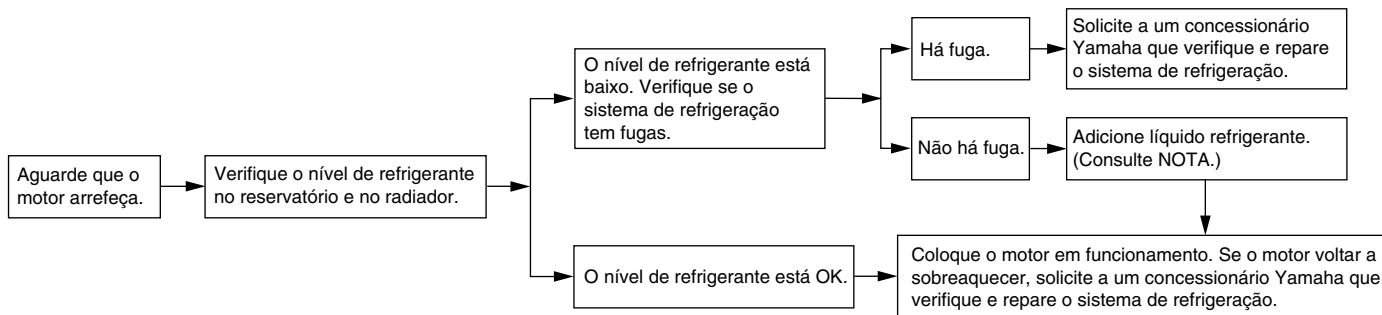 Aguarde que o
motor arrefeça.
Verifique o nível de refrigerante
no reservatório e no radiador.
O nível de refrigerante está
baixo. Verifique se o
sistema de refrigeração
tem fugas.
Há fuga.
Solicite a um concessionário
Yamaha que verifique e repare
o sistema de refrigeração.
Não há fuga.
Adicione líquido refrigerante.
(Consulte NOTA.)
O nível de refrigerante está OK.
Coloque o motor em funcionamento. Se o motor voltar a
sobreaquecer, solicite a um concessionário Yamaha que
verifique e repare o sistema de refrigeração.